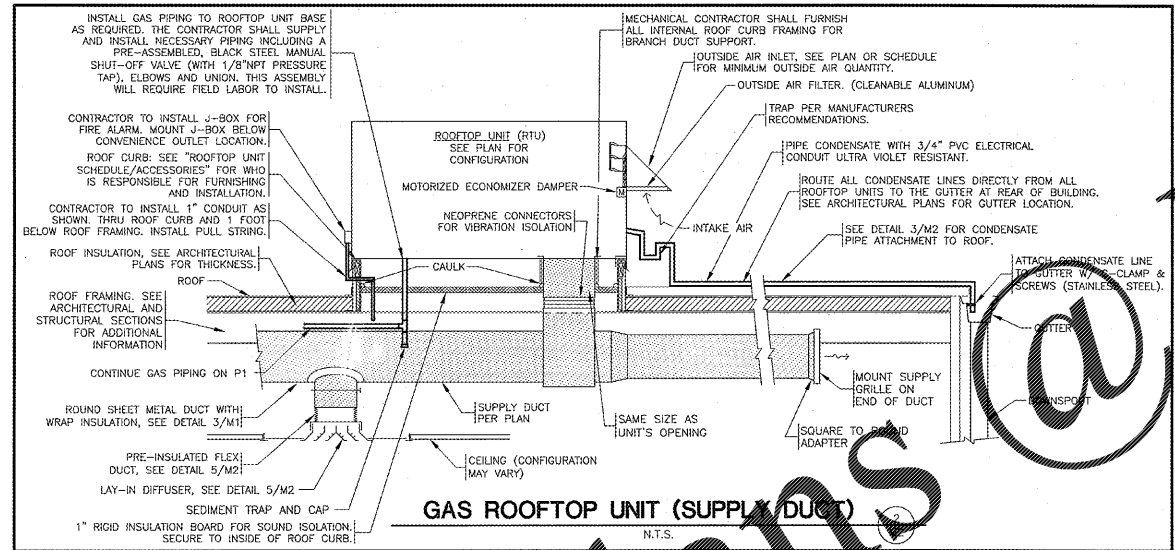 INSTALL GAS PIPING TO ROOFTOP UNIT BASE
AS REQUIRED. THE CONTRACTOR SHALL SUPPLY
AND INSTALL NECESSARY PIPING INCLUDING A
PRE-ASSEMBLED, BLACK STEEL MANUAL
SHUT-OFF VALVE (WITH 1/8"NPT PRESSURE
TAP), ELBOWS AND UNION. THIS ASSEMBLY
WILL REQUIRE FIELD LABOR TO INSTALL.
CONTRACTOR TO INSTALL J-BOX FOR
FIRE ALARM. MOUNT J-BOX BELOW
CONVENIENCE OUTLET LOCATION.
ROOF CURB: SEE "ROOFTOP UNIT
SCHEDULE/ACCESSORIES" FOR WHO
IS RESPONSIBLE FOR FURNISHING
AND INSTALLATION.
CONTRACTOR TO INSTALL 1" CONDUIT AS
SHOWN. THRU ROOF CURB AND 1 FOOT
BELOW ROOF FRAMING. INSTALL PULL STRING.
ROOF INSULATION, SEE ARCHITECTURAL
PLANS FOR THICKNESS.
ROOF
ROOF FRAMING. SEE
ARCHITECTURAL AND
STRUCTURAL SECTIONS
FOR ADDITIONAL
INFORMATION
CONTINUE GAS PIPING ON P1
ROUND SHEET METAL DUCT WITH
WRAP INSULATION, SEE DETAIL 3/M1
PRE-INSULATED FLEX
DUCT, SEE DETAIL 5/M2
LAY-IN DIFFUSER, SEE DETAIL 5/M2
SEDIMENT TRAP AND CAP
1" RIGID INSULATION BOARD FOR SOUND ISOLATION.
SECURE TO INSIDE OF ROOF CURB.
ROOFTOP UNIT (RTU)
SEE PLAN FOR
CONFIGURATION
MOTORIZED ECONOMIZER DAMPER
M
NEOPRENE CONNECTORS
FOR VIBRATION ISOLATION
CAULK
SUPPLY DUCT
PER PLAN
CEILING (CONFIGURATION
MAY VARY)
SAME SIZE AS
UNIT'S OPENING
MECHANICAL CONTRACTOR SHALL FURNISH
ALL INTERNAL ROOF CURB FRAMING FOR
BRANCH DUCT SUPPORT.
OUTSIDE AIR INLET, SEE PLAN OR SCHEDULE
FOR MINIMUM OUTSIDE AIR QUANTITY.
OUTSIDE AIR FILTER. (CLEANABLE ALUMINUM)
TRAP PER MANUFACTURERS
RECOMMENDATIONS.
PIPE CONDENSATE WITH 3/4" PVC ELECTRICAL
CONDUIT ULTRA VIOLET RESISTANT.
ROUTE ALL CONDENSATE LINES DIRECTLY FROM ALL
ROOFTOP UNITS TO THE GUTTER AT REAR OF BUILDING.
SEE ARCHITECTURAL PLANS FOR GUTTER LOCATION.
INTAKE AIR
SEE DETAIL 3/M2 FOR CONDENSATE
PIPE ATTACHMENT TO ROOF.
ATTACH CONDENSATE LINE
TO GUTTER W/ C-CLAMP &
SCREWS (STAINLESS STEEL).
GUTTER
DOWNSPOUT
MOUNT SUPPLY
GRILLE ON
END OF DUCT
SQUARE TO ROUND
ADAPTER
GAS ROOFTOP UNIT (SUPPLY DUCT)
N.T.S.
2
@